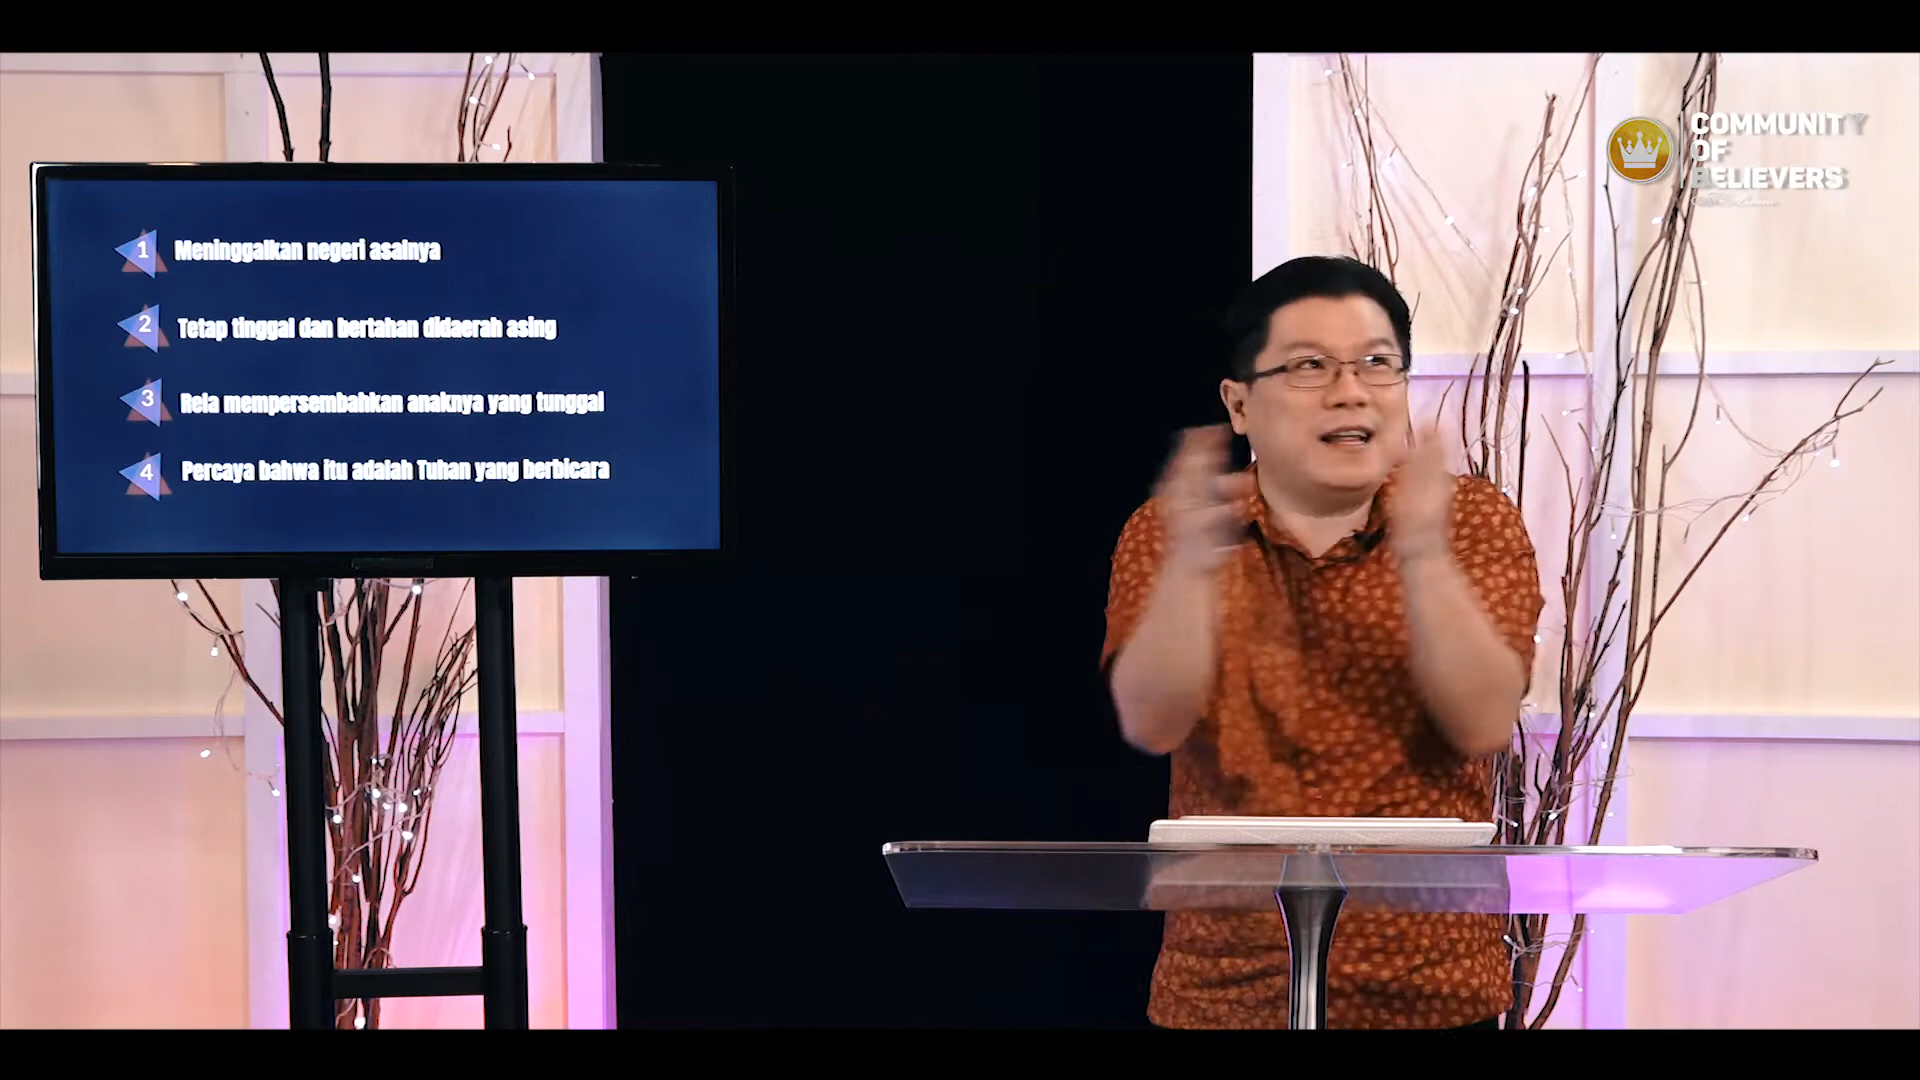 1 Meninggalkan negeri asalnya
2 Tetap tinggal dan bertahan didaerah asing
3 Rela mempersembahkan anaknya yang tunggal
4 Percaya bahwa itu adalah Tuhan yang berbicara
COMMUNITY
OF
BELIEVERS